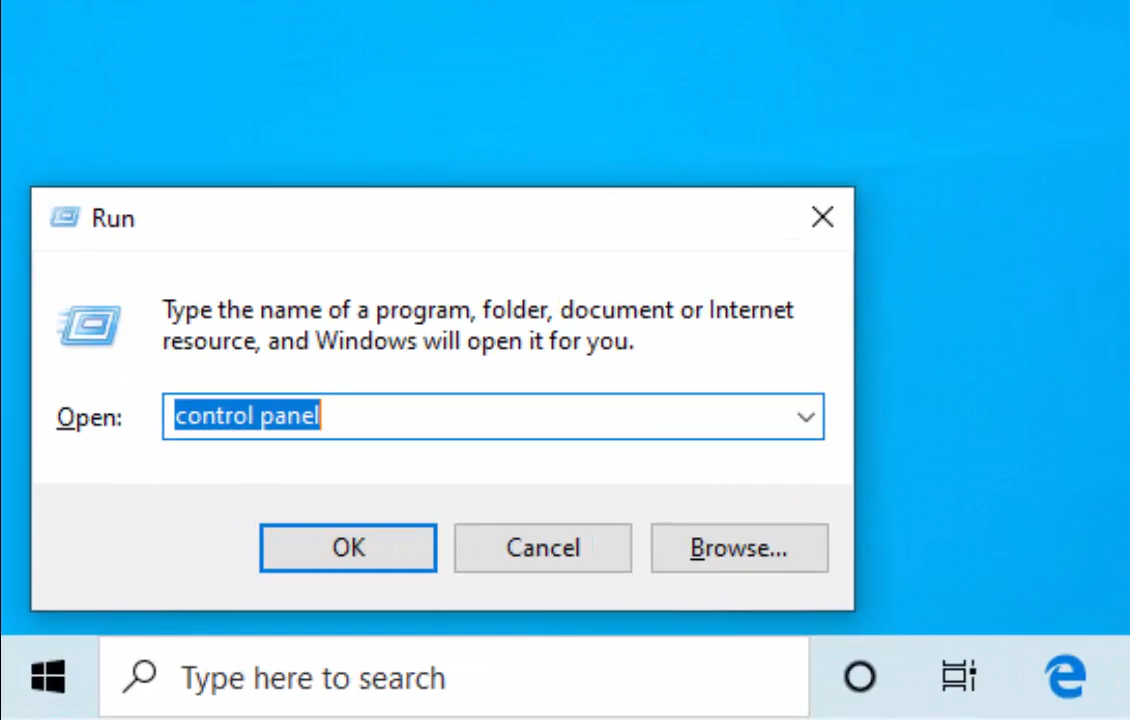 Run
Type the name of a program, folder, document or Internet
resource, and Windows will open it for you.
Open: control panel
OK Cancel Browse...
Type here to search